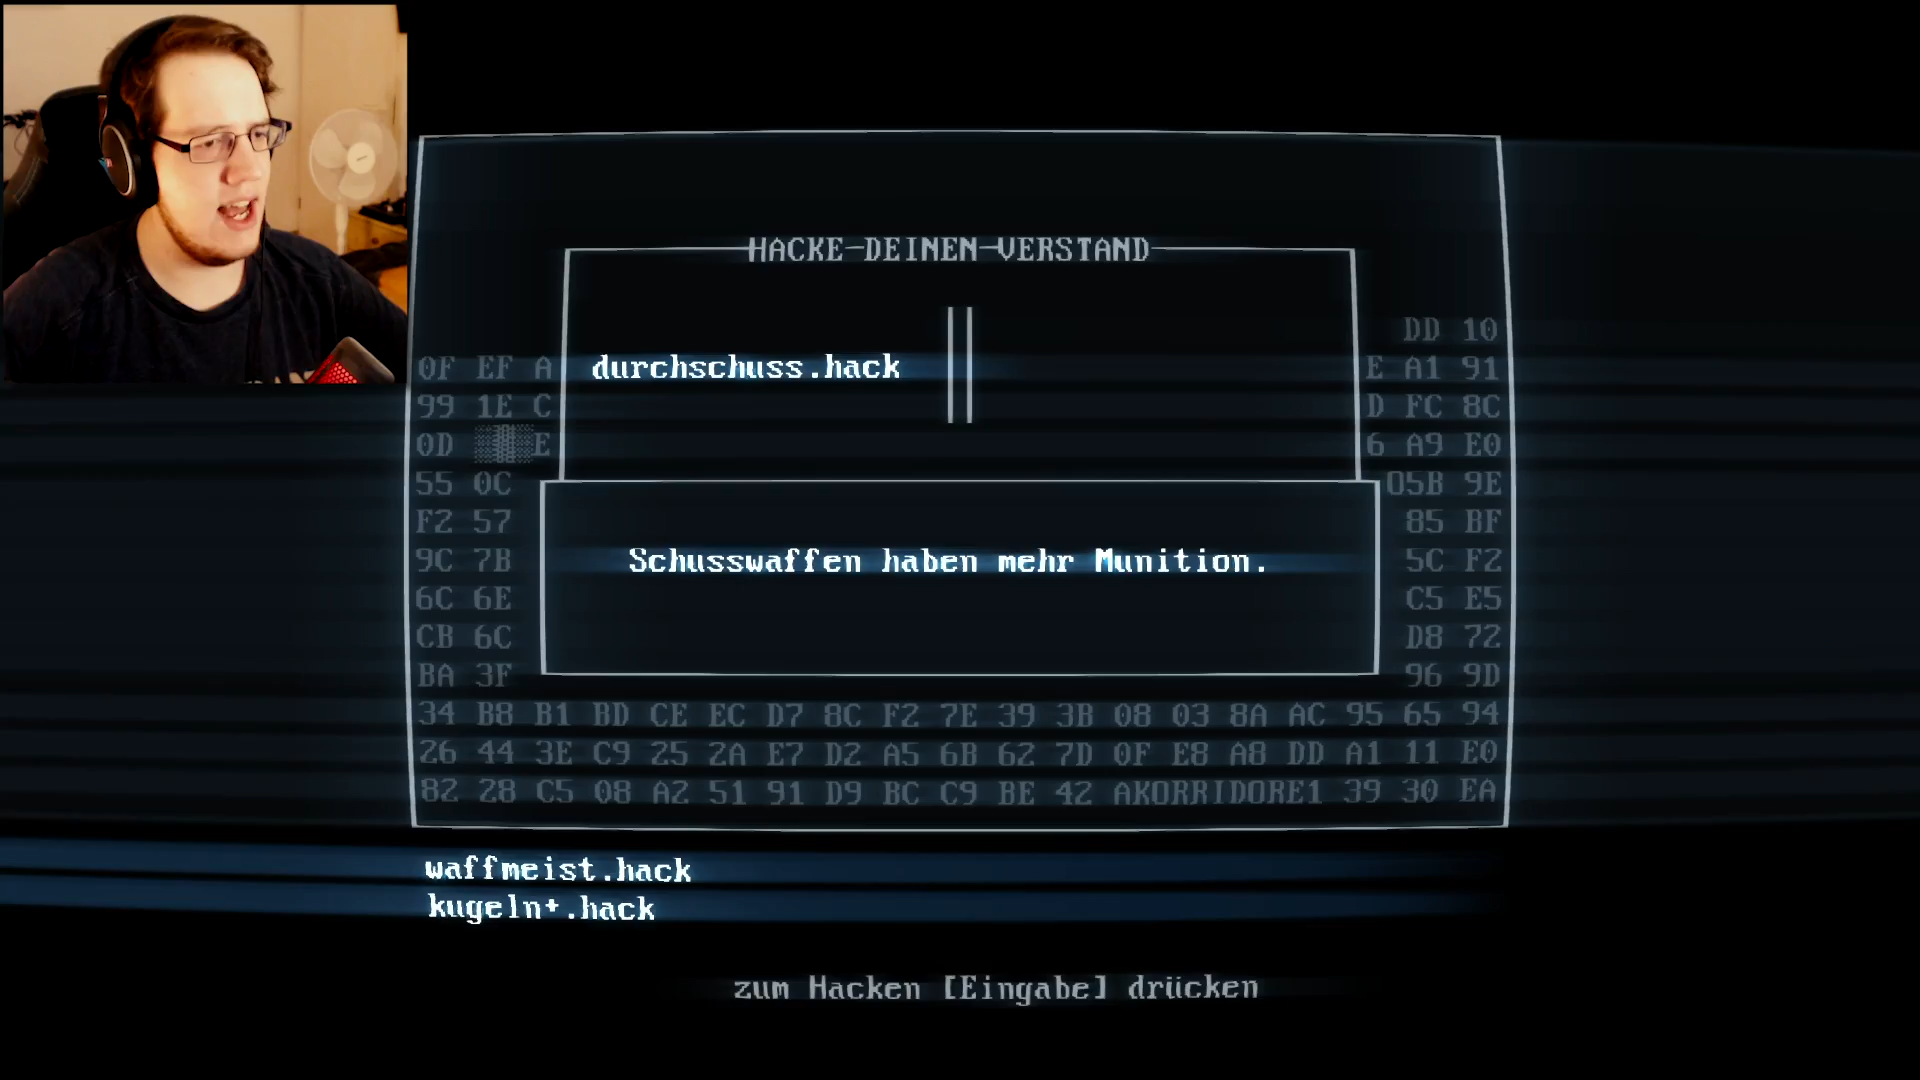 HACKE-DEINEN-VERSTAND
DD 10
0F EF A durchschuss.hack E A1 91
99 1E C D FC 8C
0D E 6 A9 E0
55 0C O5B 9E
F2 57 85 BF
9C 7B Schusswaffen haben mehr Munition. 5C F2
6C 6E C5 E5
CB 6C D8 72
BA 3F 96 9D
34 B8 B1 BD CE EC D7 8C F2 7E 39 3B 08 03 8A AC 95 65 94
26 44 3E C9 25 2A E7 D2 A5 6B 62 7D 0F E8 A8 DD A1 11 E0
82 28 C5 08 A2 51 91 D9 BC C9 BE 42 AKORRIDORE1 39 30 EA
waffmeist.hack
kugeln+.hack
zum Hacken [Eingabe] drücken